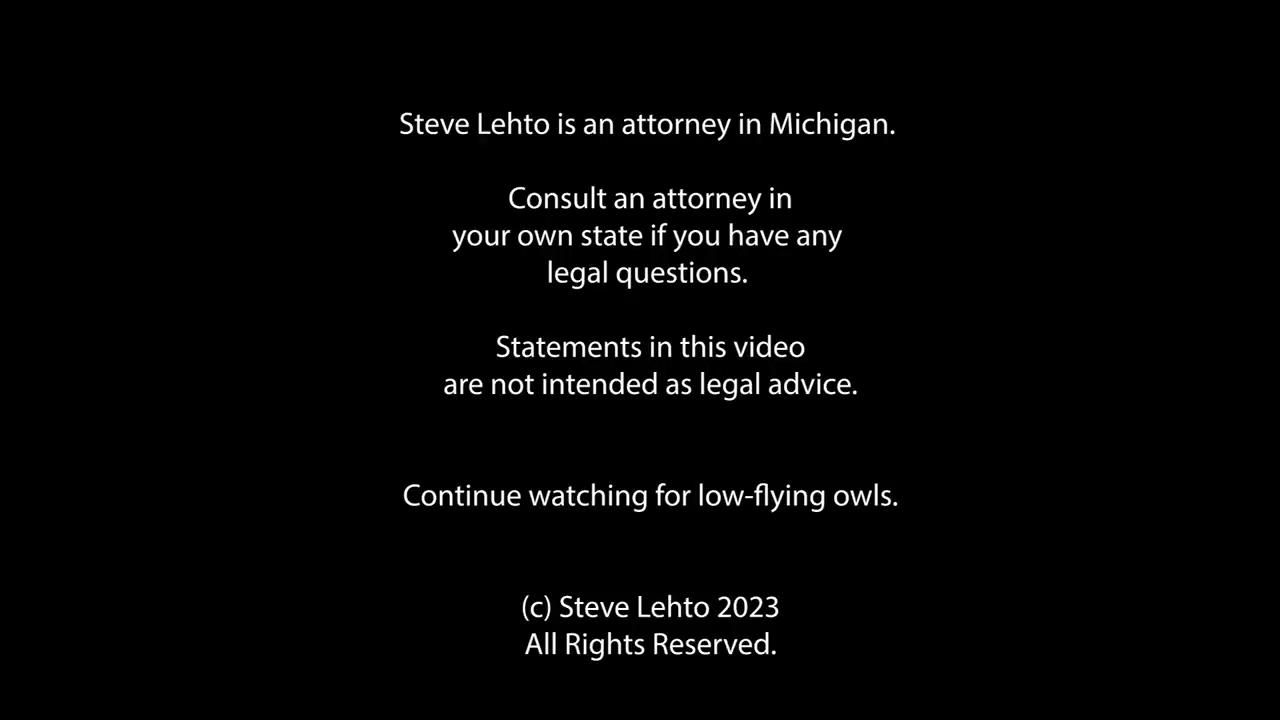 Steve Lehto is an attorney in Michigan.
Consult an attorney in
your own state if you have any
legal questions.
Statements in this video
are not intended as legal advice.
Continue watching for low-flying owls.
(c) Steve Lehto 2023
All Rights Reserved.